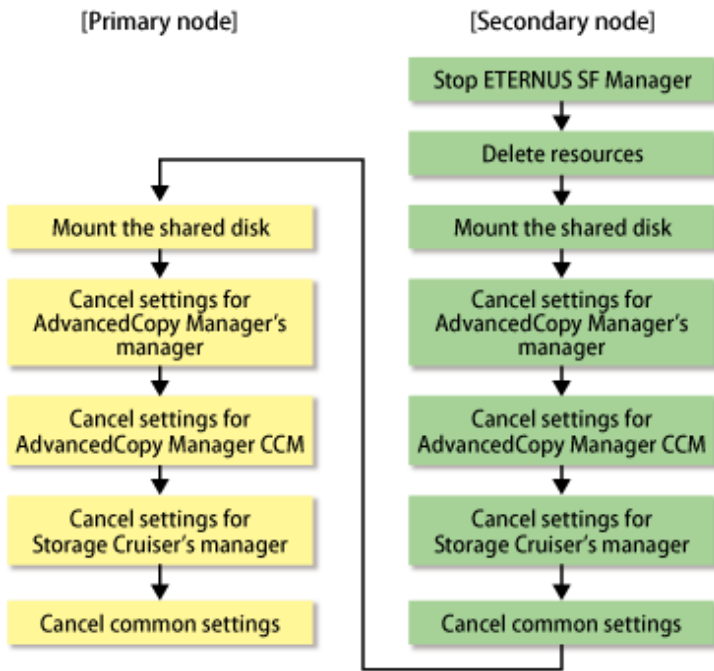 [Primary node]
[Secondary node]
Stop ETERNUS SF Manager
Delete resources
Mount the shared disk
Cancel settings for
AdvancedCopy Manager's
manager
Cancel settings for
AdvancedCopy Manager CCM
Cancel settings for
Storage Cruiser's manager
Cancel common settings
Mount the shared disk
Cancel settings for
AdvancedCopy Manager's
manager
Cancel settings for
AdvancedCopy Manager CCM
Cancel settings for
Storage Cruiser's manager
Cancel common settings